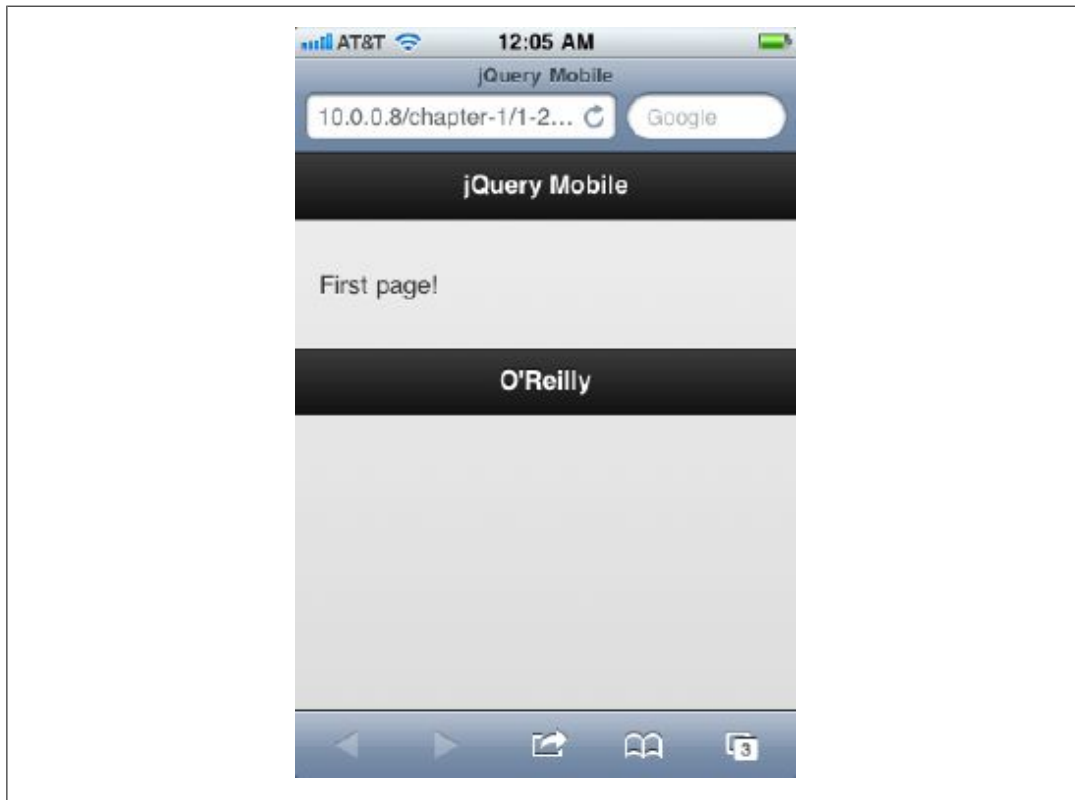 AT&T 12:05 AM
jQuery Mobile
10.0.0.8/chapter-1/1-2... Google
jQuery Mobile
First page!
O'Reilly
3